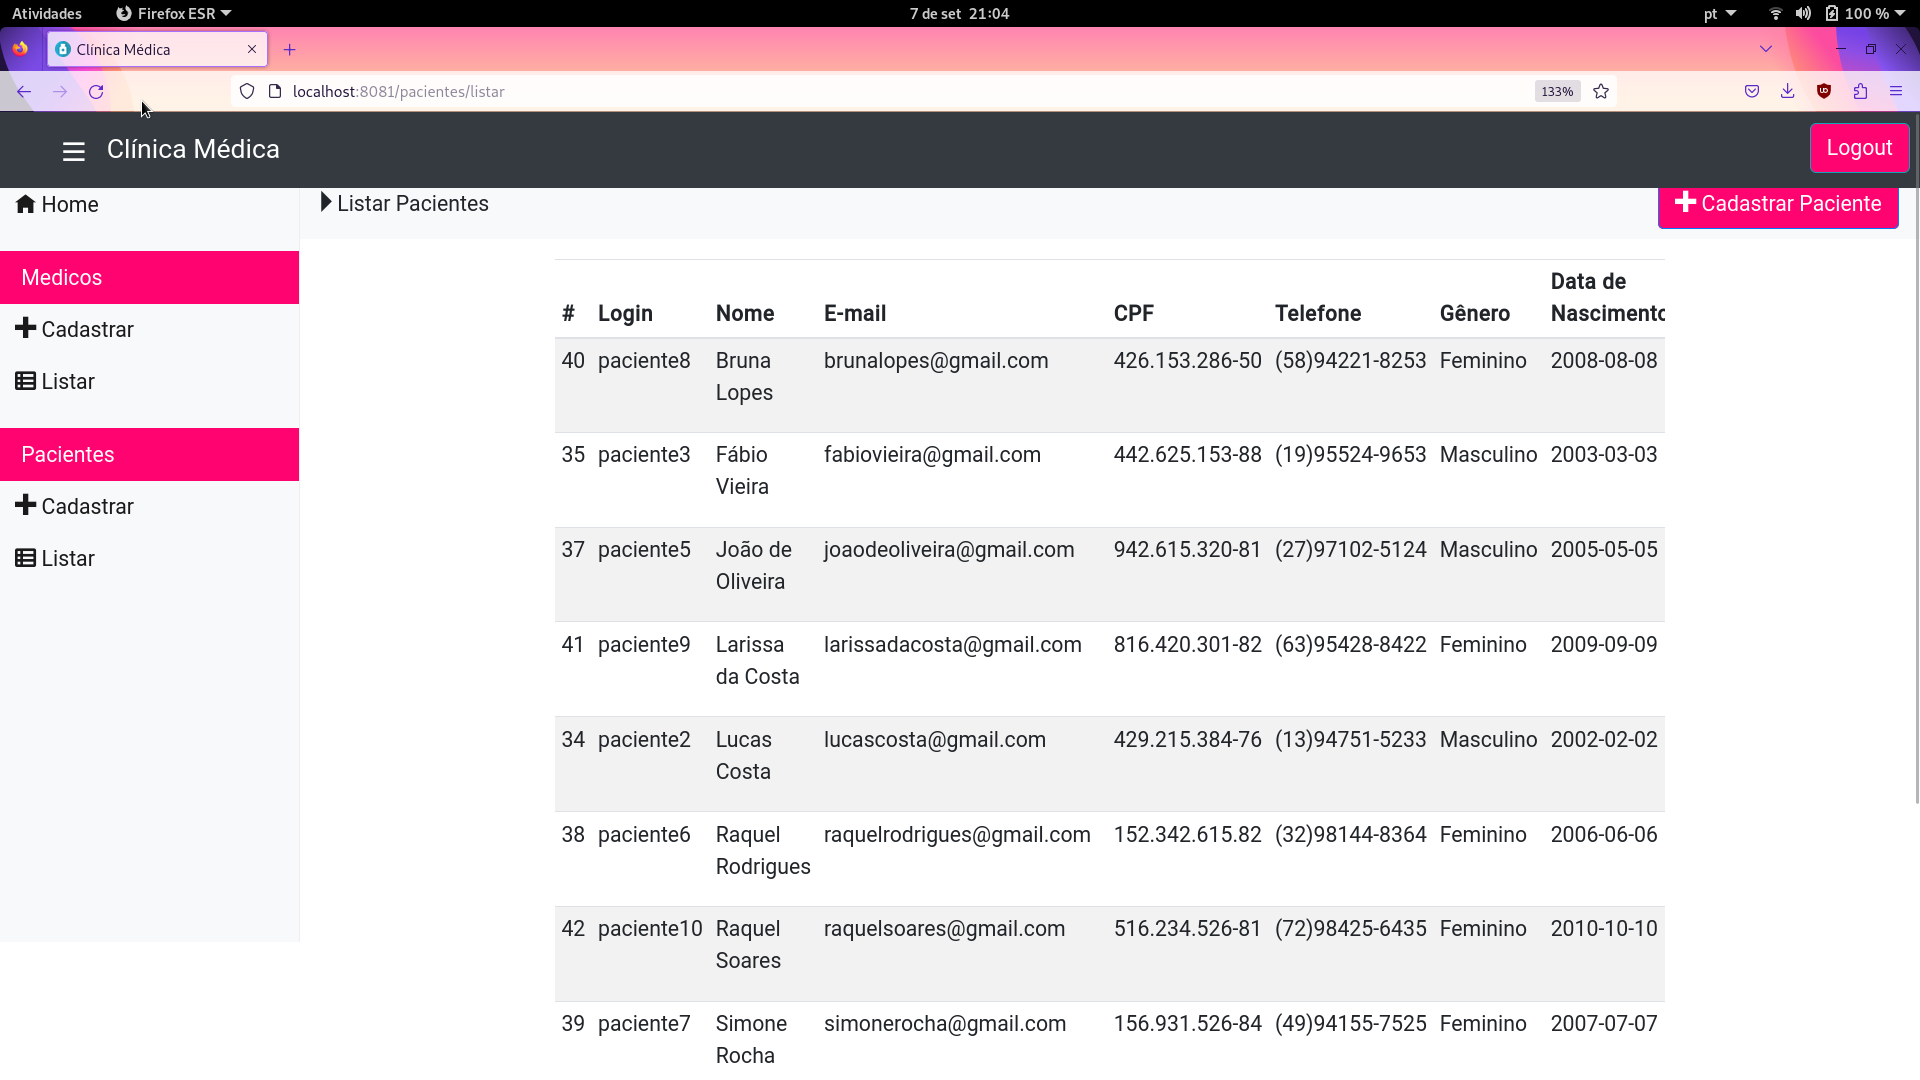 Atividades Firefox ESR 7 de set 21:04 pt 100 %
Clínica Médica
localhost:8081/pacientes/listar 133%
Clínica Médica Logout
Home
Listar Pacientes Cadastrar Paciente
Medicos
Cadastrar
Listar
Pacientes
Cadastrar
Listar
# Login Nome E-mail CPF Telefone Gênero Data de
Nascimento
40 paciente8 Bruna brunalopes@gmail.com 426.153.286-50 (58)94221-8253 Feminino 2008-08-08
Lopes
35 paciente3 Fábio fabiovieira@gmail.com 442.625.153-88 (19)95524-9653 Masculino 2003-03-03
Vieira
37 paciente5 João de joaodeoliveira@gmail.com 942.615.320-81 (27)97102-5124 Masculino 2005-05-05
Oliveira
41 paciente9 Larissa larissadacosta@gmail.com 816.420.301-82 (63)95428-8422 Feminino 2009-09-09
da Costa
34 paciente2 Lucas lucascosta@gmail.com 429.215.384-76 (13)94751-5233 Masculino 2002-02-02
Costa
38 paciente6 Raquel raquelrodrigues@gmail.com 152.342.615.82 (32)98144-8364 Feminino 2006-06-06
Rodrigues
42 paciente10 Raquel raquelsoares@gmail.com 516.234.526-81 (72)98425-6435 Feminino 2010-10-10
Soares
39 paciente7 Simone simonerocha@gmail.com 156.931.526-84 (49)94155-7525 Feminino 2007-07-07
Rocha